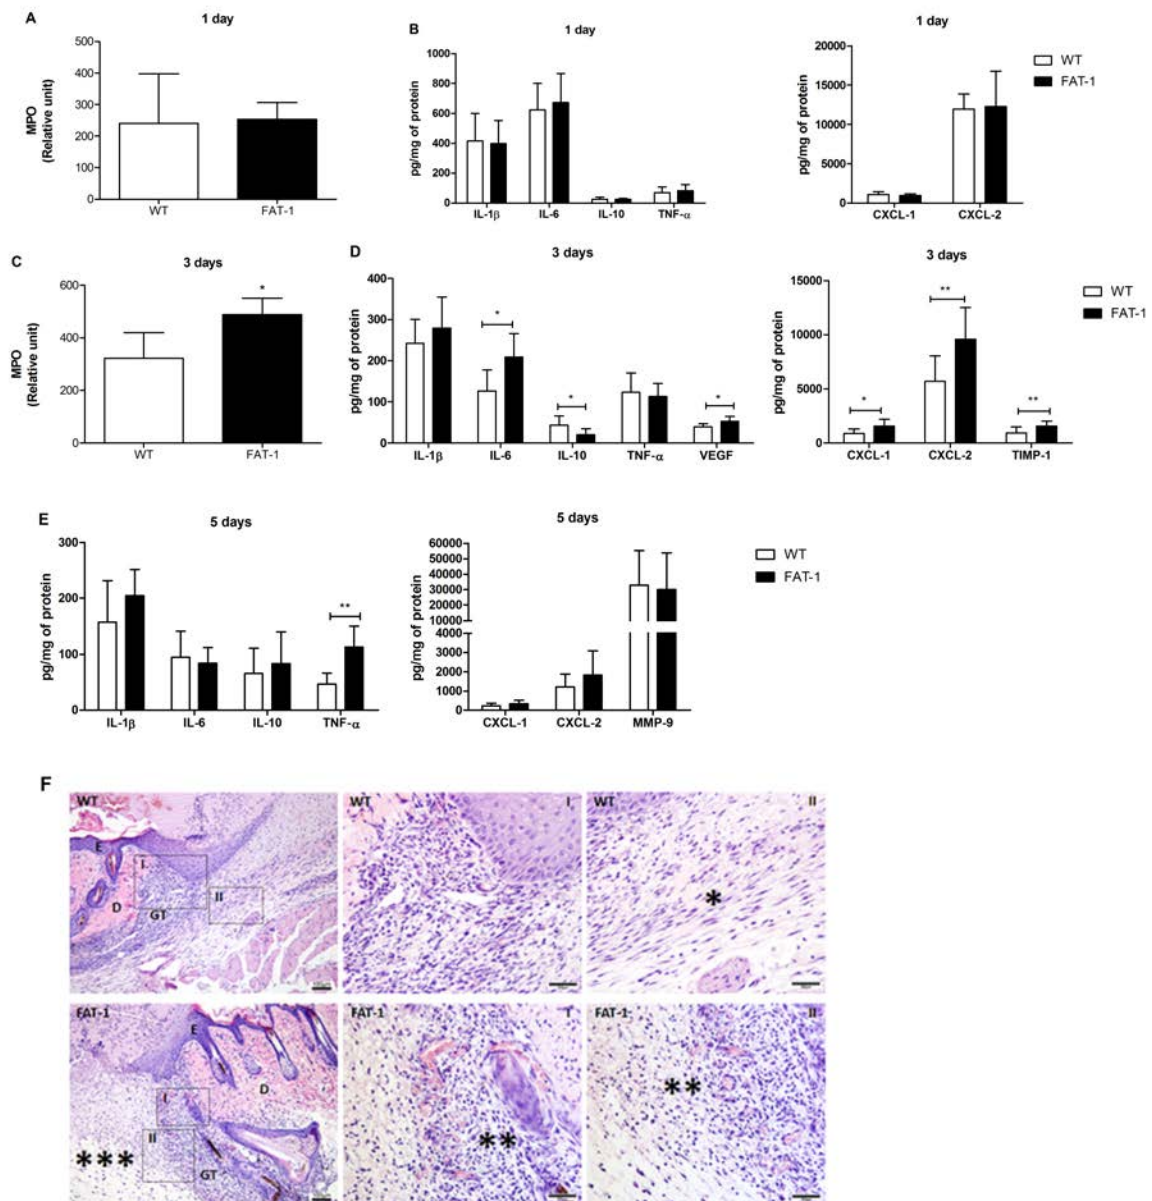 A
1 day
MPO
(Relative unit)
500
400
300
200
100
0
WT
FAT-1
B
1 day
pg/mg of protein
1000
800
600
400
200
0
IL-1β
IL-6
IL-10
TNF-α
1 day
pg/mg of protein
20000
15000
10000
5000
0
CXCL-1
CXCL-2
WT
FAT-1
C
3 days
MPO
(Relative unit)
600
400
200
0
*
WT
FAT-1
D
3 days
pg/mg of protein
400
300
200
100
0
*
*
*
IL-1β
IL-6
IL-10
TNF-α
VEGF
3 days
pg/mg of protein
15000
10000
5000
0
*
**
**
CXCL-1
CXCL-2
TIMP-1
WT
FAT-1
E
5 days
pg/mg of protein
300
200
100
0
**
IL-1β
IL-6
IL-10
TNF-α
5 days
pg/mg of protein
60000
50000
40000
30000
20000
10000
4000
3000
2000
1000
0
CXCL-1
CXCL-2
MMP-9
WT
FAT-1
F
WT
E
I
D
GT
II
WT
I
WT
II
*
FAT-1
E
D
I
II
GT
***
FAT-1
I
**
FAT-1
II
**